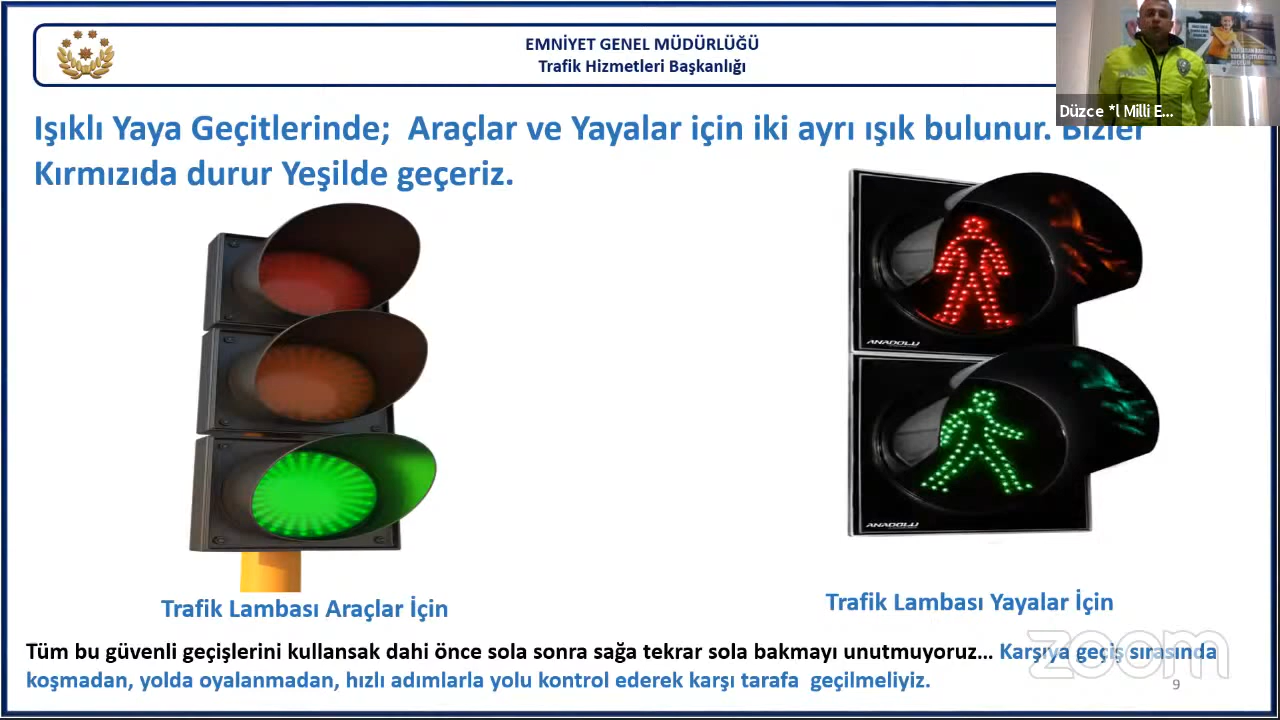 EMNİYET GENEL MÜDÜRLÜĞÜ
Trafik Hizmetleri Başkanlığı
Düzce *l Milli E...
Işıklı Yaya Geçitlerinde; Araçlar ve Yayalar için iki ayrı ışık bulunur. Bizler
Kırmızıda durur Yeşilde geçeriz.
ANADOLU
ANADOLU
Trafik Lambası Araçlar İçin
Trafik Lambası Yayalar İçin
Tüm bu güvenli geçişlerini kullansak dahi önce sola sonra sağa tekrar sola bakmayı unutmuyoruz... Karşıya geçiş sırasında
koşmadan, yolda oyalanmadan, hızlı adımlarla yolu kontrol ederek karşı tarafa geçilmeliyiz.
zoom
9